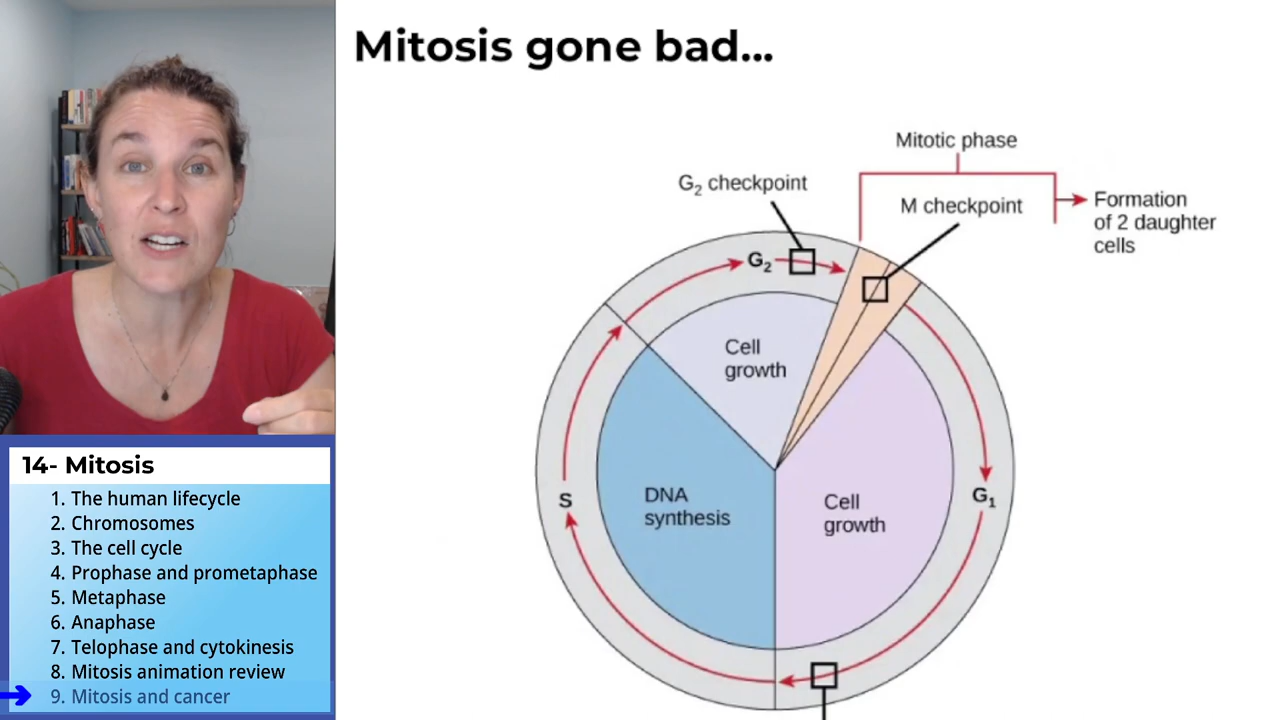 Mitosis gone bad...
Mitotic phase
G₂ checkpoint
M checkpoint
Formation
of 2 daughter
cells
G₂
Cell
growth
S
DNA
synthesis
Cell
growth
G₁
14- Mitosis
1. The human lifecycle
2. Chromosomes
3. The cell cycle
4. Prophase and prometaphase
5. Metaphase
6. Anaphase
7. Telophase and cytokinesis
8. Mitosis animation review
9. Mitosis and cancer